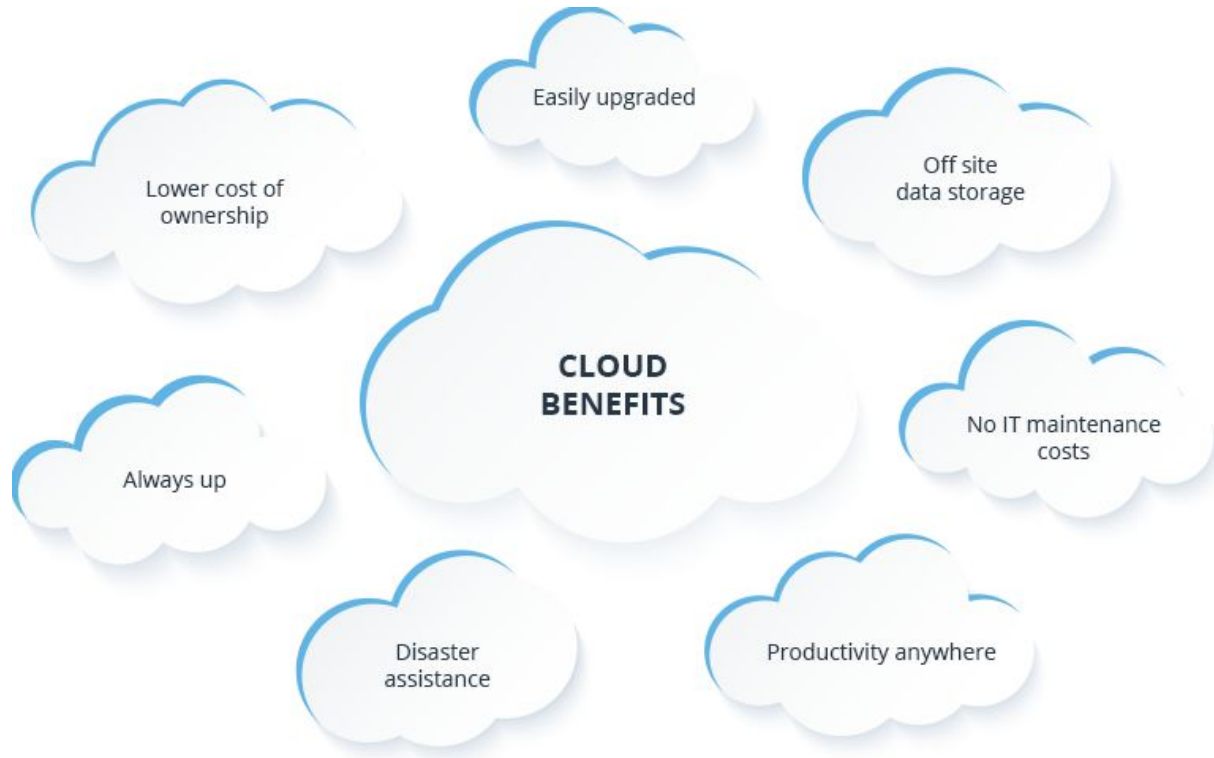 Easily upgraded
Lower cost of
ownership
Off site
data storage
CLOUD
BENEFITS
No IT maintenance
costs
Always up
Disaster
assistance
Productivity anywhere